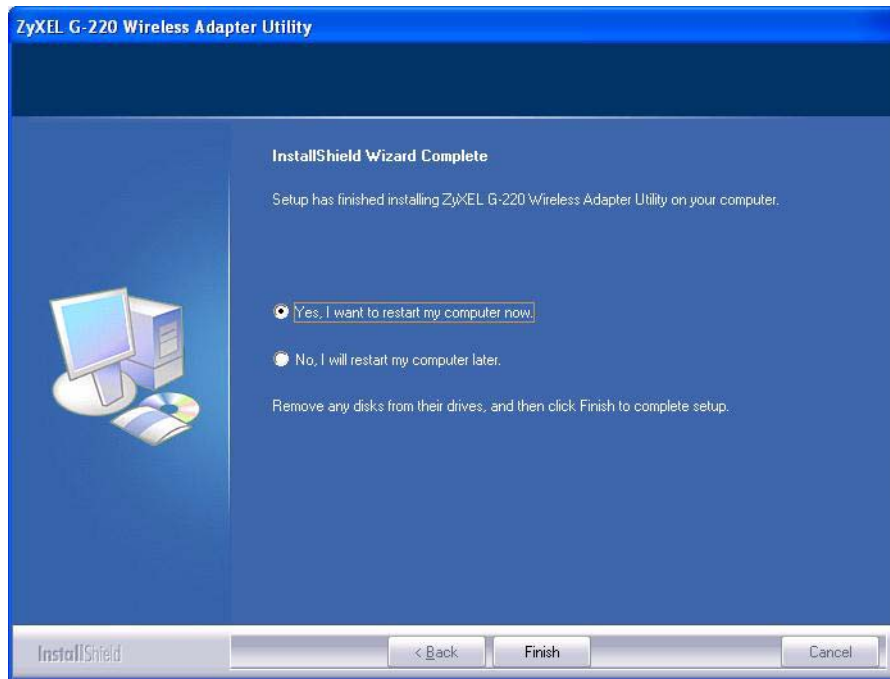 ZyXEL G-220 Wireless Adapter Utility
InstallShield Wizard Complete
Setup has finished installing ZyXEL G-220 Wireless Adapter Utility on your computer.
Yes, I want to restart my computer now.
No, I will restart my computer later.
Remove any disks from their drives, and then click Finish to complete setup.
InstallShield
< Back
Finish
Cancel